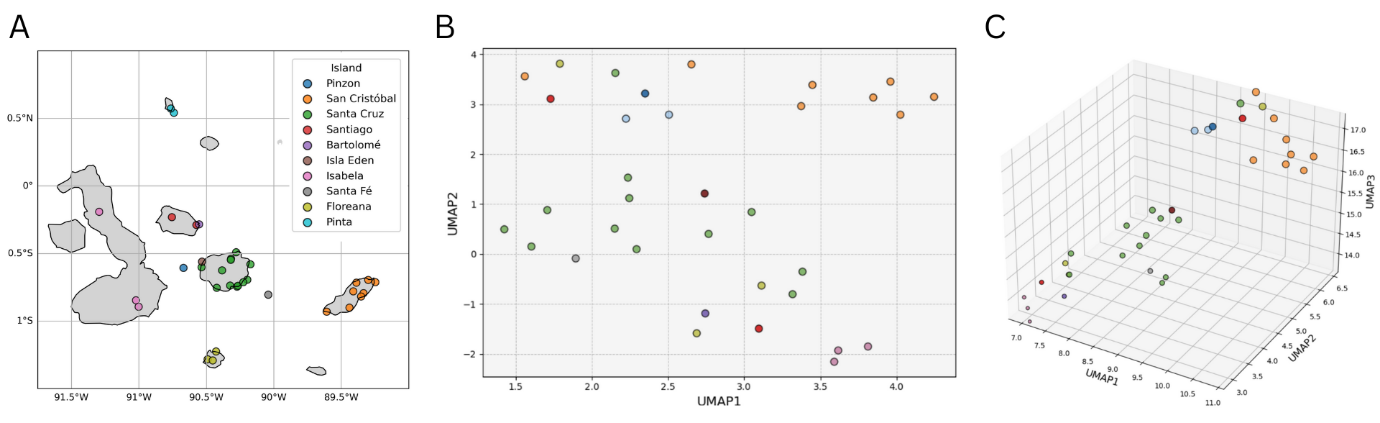 A
B
C
Island
Pinzon
San Cristóbal
Santa Cruz
Santiago
Bartolomé
Isla Eden
Isabela
Santa Fé
Floreana
Pinta
0.5°N
0°
0.5°S
1°S
91.5°W
91°W
90.5°W
90°W
89.5°W
4
3
2
1
0
−1
−2
UMAP2
1.5
2.0
2.5
3.0
3.5
4.0
UMAP1
17.0
16.5
16.0
15.5
15.0
14.5
14.0
UMAP3
6.5
6.0
5.5
5.0
4.5
4.0
3.5
3.0
UMAP2
7.0
7.5
8.0
8.5
9.0
9.5
10.0
10.5
11.0
UMAP1